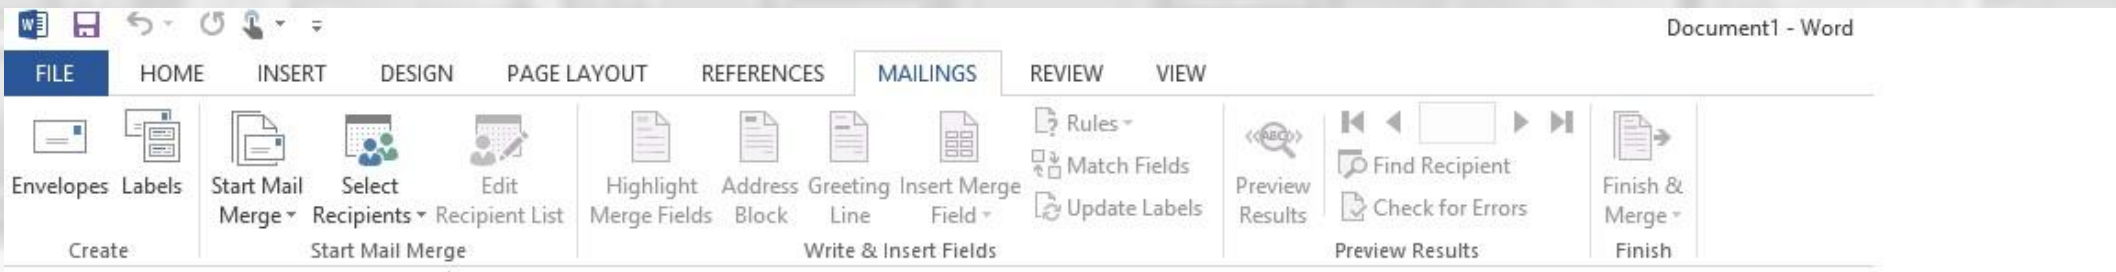 Document1 - Word
FILE HOME INSERT DESIGN PAGE LAYOUT REFERENCES MAILINGS REVIEW VIEW
Envelopes
Labels
Start Mail
Merge
Select
Recipients
Edit
Recipient List
Highlight
Merge Fields
Address
Block
Greeting
Line
Insert Merge
Field
Rules
Match Fields
Update Labels
ABC
Preview
Results
Find Recipient
Check for Errors
Finish &
Merge
Create
Start Mail Merge
Write & Insert Fields
Preview Results
Finish